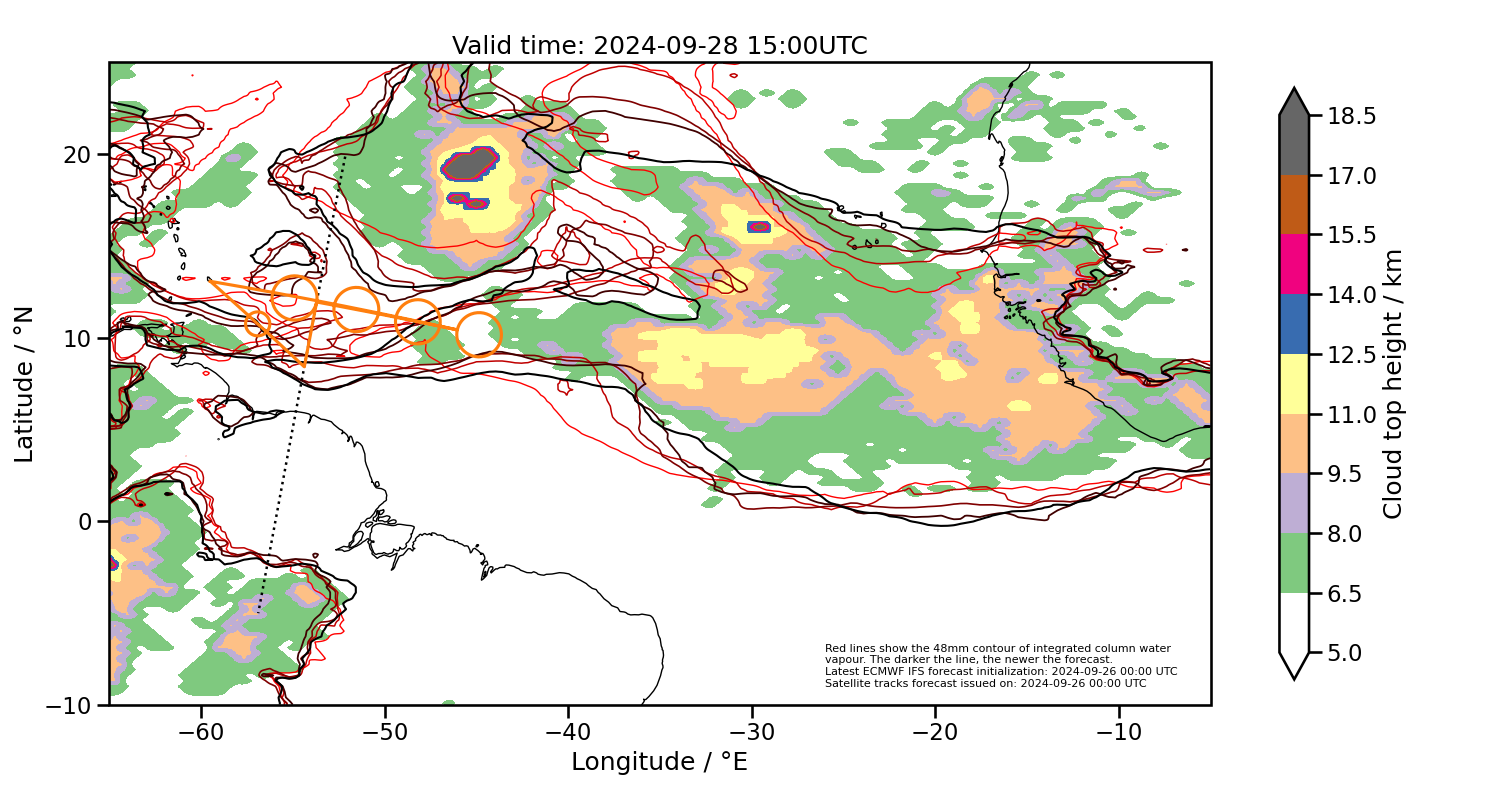 Valid time: 2024-09-28 15:00UTC
20
10
0
−10
Latitude / °N
−60
−50
−40
−30
−20
−10
Longitude / °E
Red lines show the 48mm contour of integrated column water
vapour. The darker the line, the newer the forecast.
Latest ECMWF IFS forecast initialization: 2024-09-26 00:00 UTC
Satellite tracks forecast issued on: 2024-09-26 00:00 UTC
18.5
17.0
15.5
14.0
12.5
11.0
9.5
8.0
6.5
5.0
Cloud top height / km